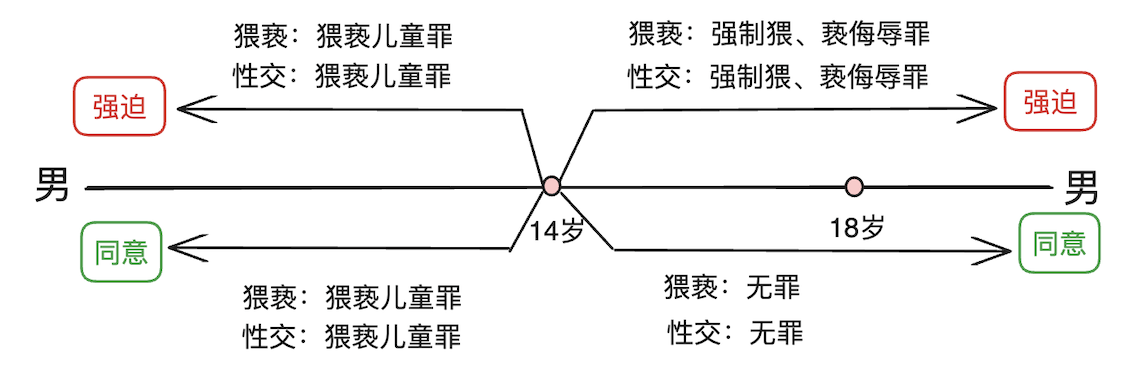 猥亵：猥亵儿童罪
性交：猥亵儿童罪
猥亵：强制猥、亵侮辱罪
性交：强制猥、亵侮辱罪
强迫
强迫
男
男
14岁
18岁
同意
同意
猥亵：猥亵儿童罪
性交：猥亵儿童罪
猥亵：无罪
性交：无罪